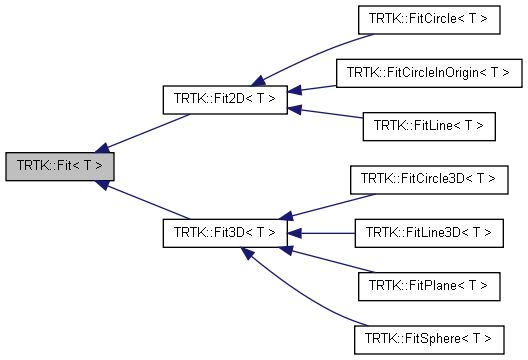 TRTK::FitCircle< T >
TRTK::FitCircleInOrigin< T >
TRTK::Fit2D< T >
TRTK::FitLine< T >
TRTK::Fit< T >
TRTK::FitCircle3D< T >
TRTK::Fit3D< T >
TRTK::FitLine3D< T >
TRTK::FitPlane< T >
TRTK::FitSphere< T >